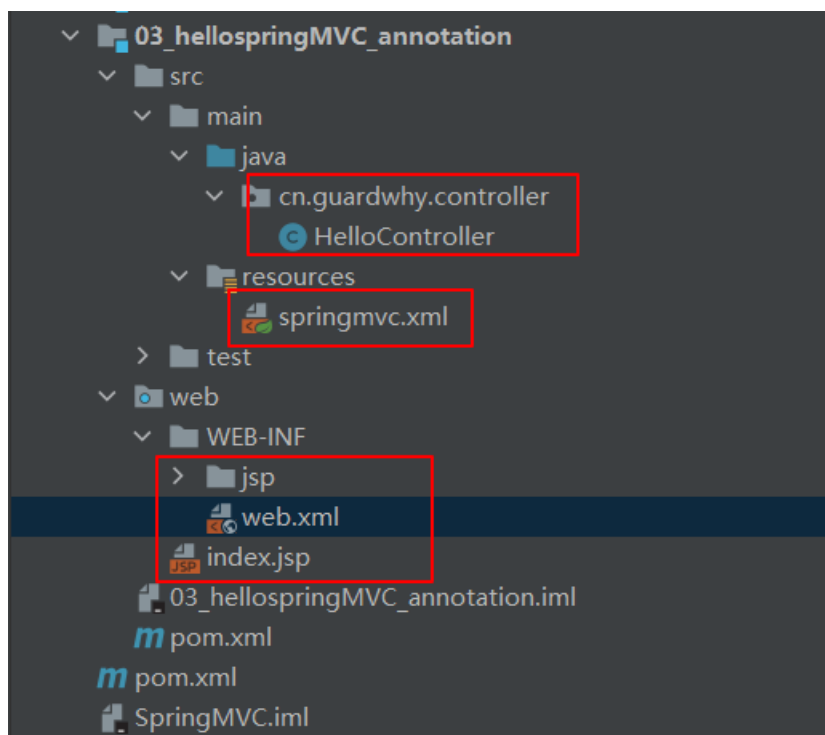 03_hellospringMVC_annotation
src
main
java
cn.guardwhy.controller
C HelloController
resources
springmvc.xml
test
web
WEB-INF
jsp
web.xml
JSP index.jsp
03_hellospringMVC_annotation.iml
m pom.xml
m pom.xml
SpringMVC.iml